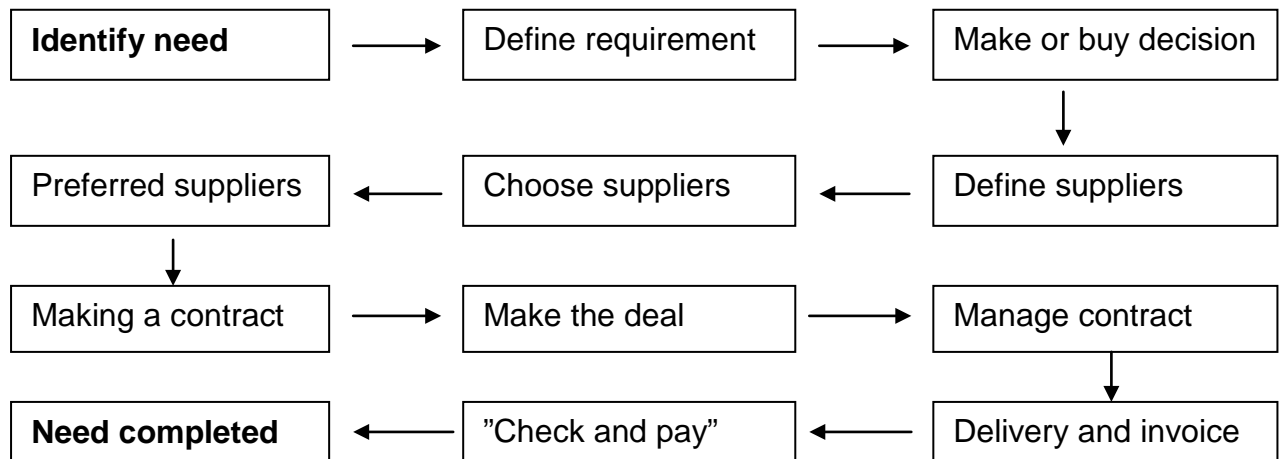 Identify need
Define requirement
Make or buy decision
Define suppliers
Choose suppliers
Preferred suppliers
Making a contract
Make the deal
Manage contract
Delivery and invoice
”Check and pay”
Need completed